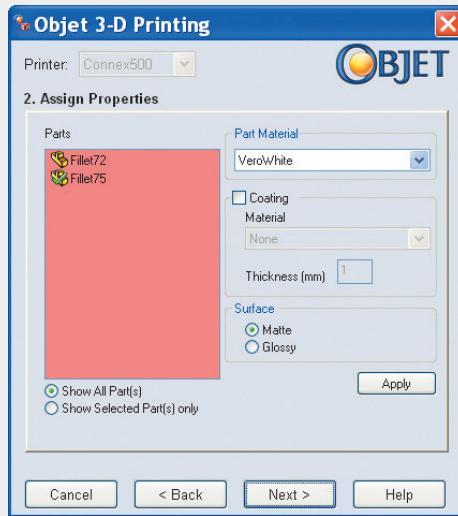 Objet 3-D Printing
Printer: Connex500
OBJET
2. Assign Properties
Parts
Fillet72
Fillet75
Show All Part(s)
Show Selected Part(s) only
Part Material
VeroWhite
Coating
Material
None
Thickness (mm) 1
Surface
Matte
Glossy
Apply
Cancel
< Back
Next >
Help